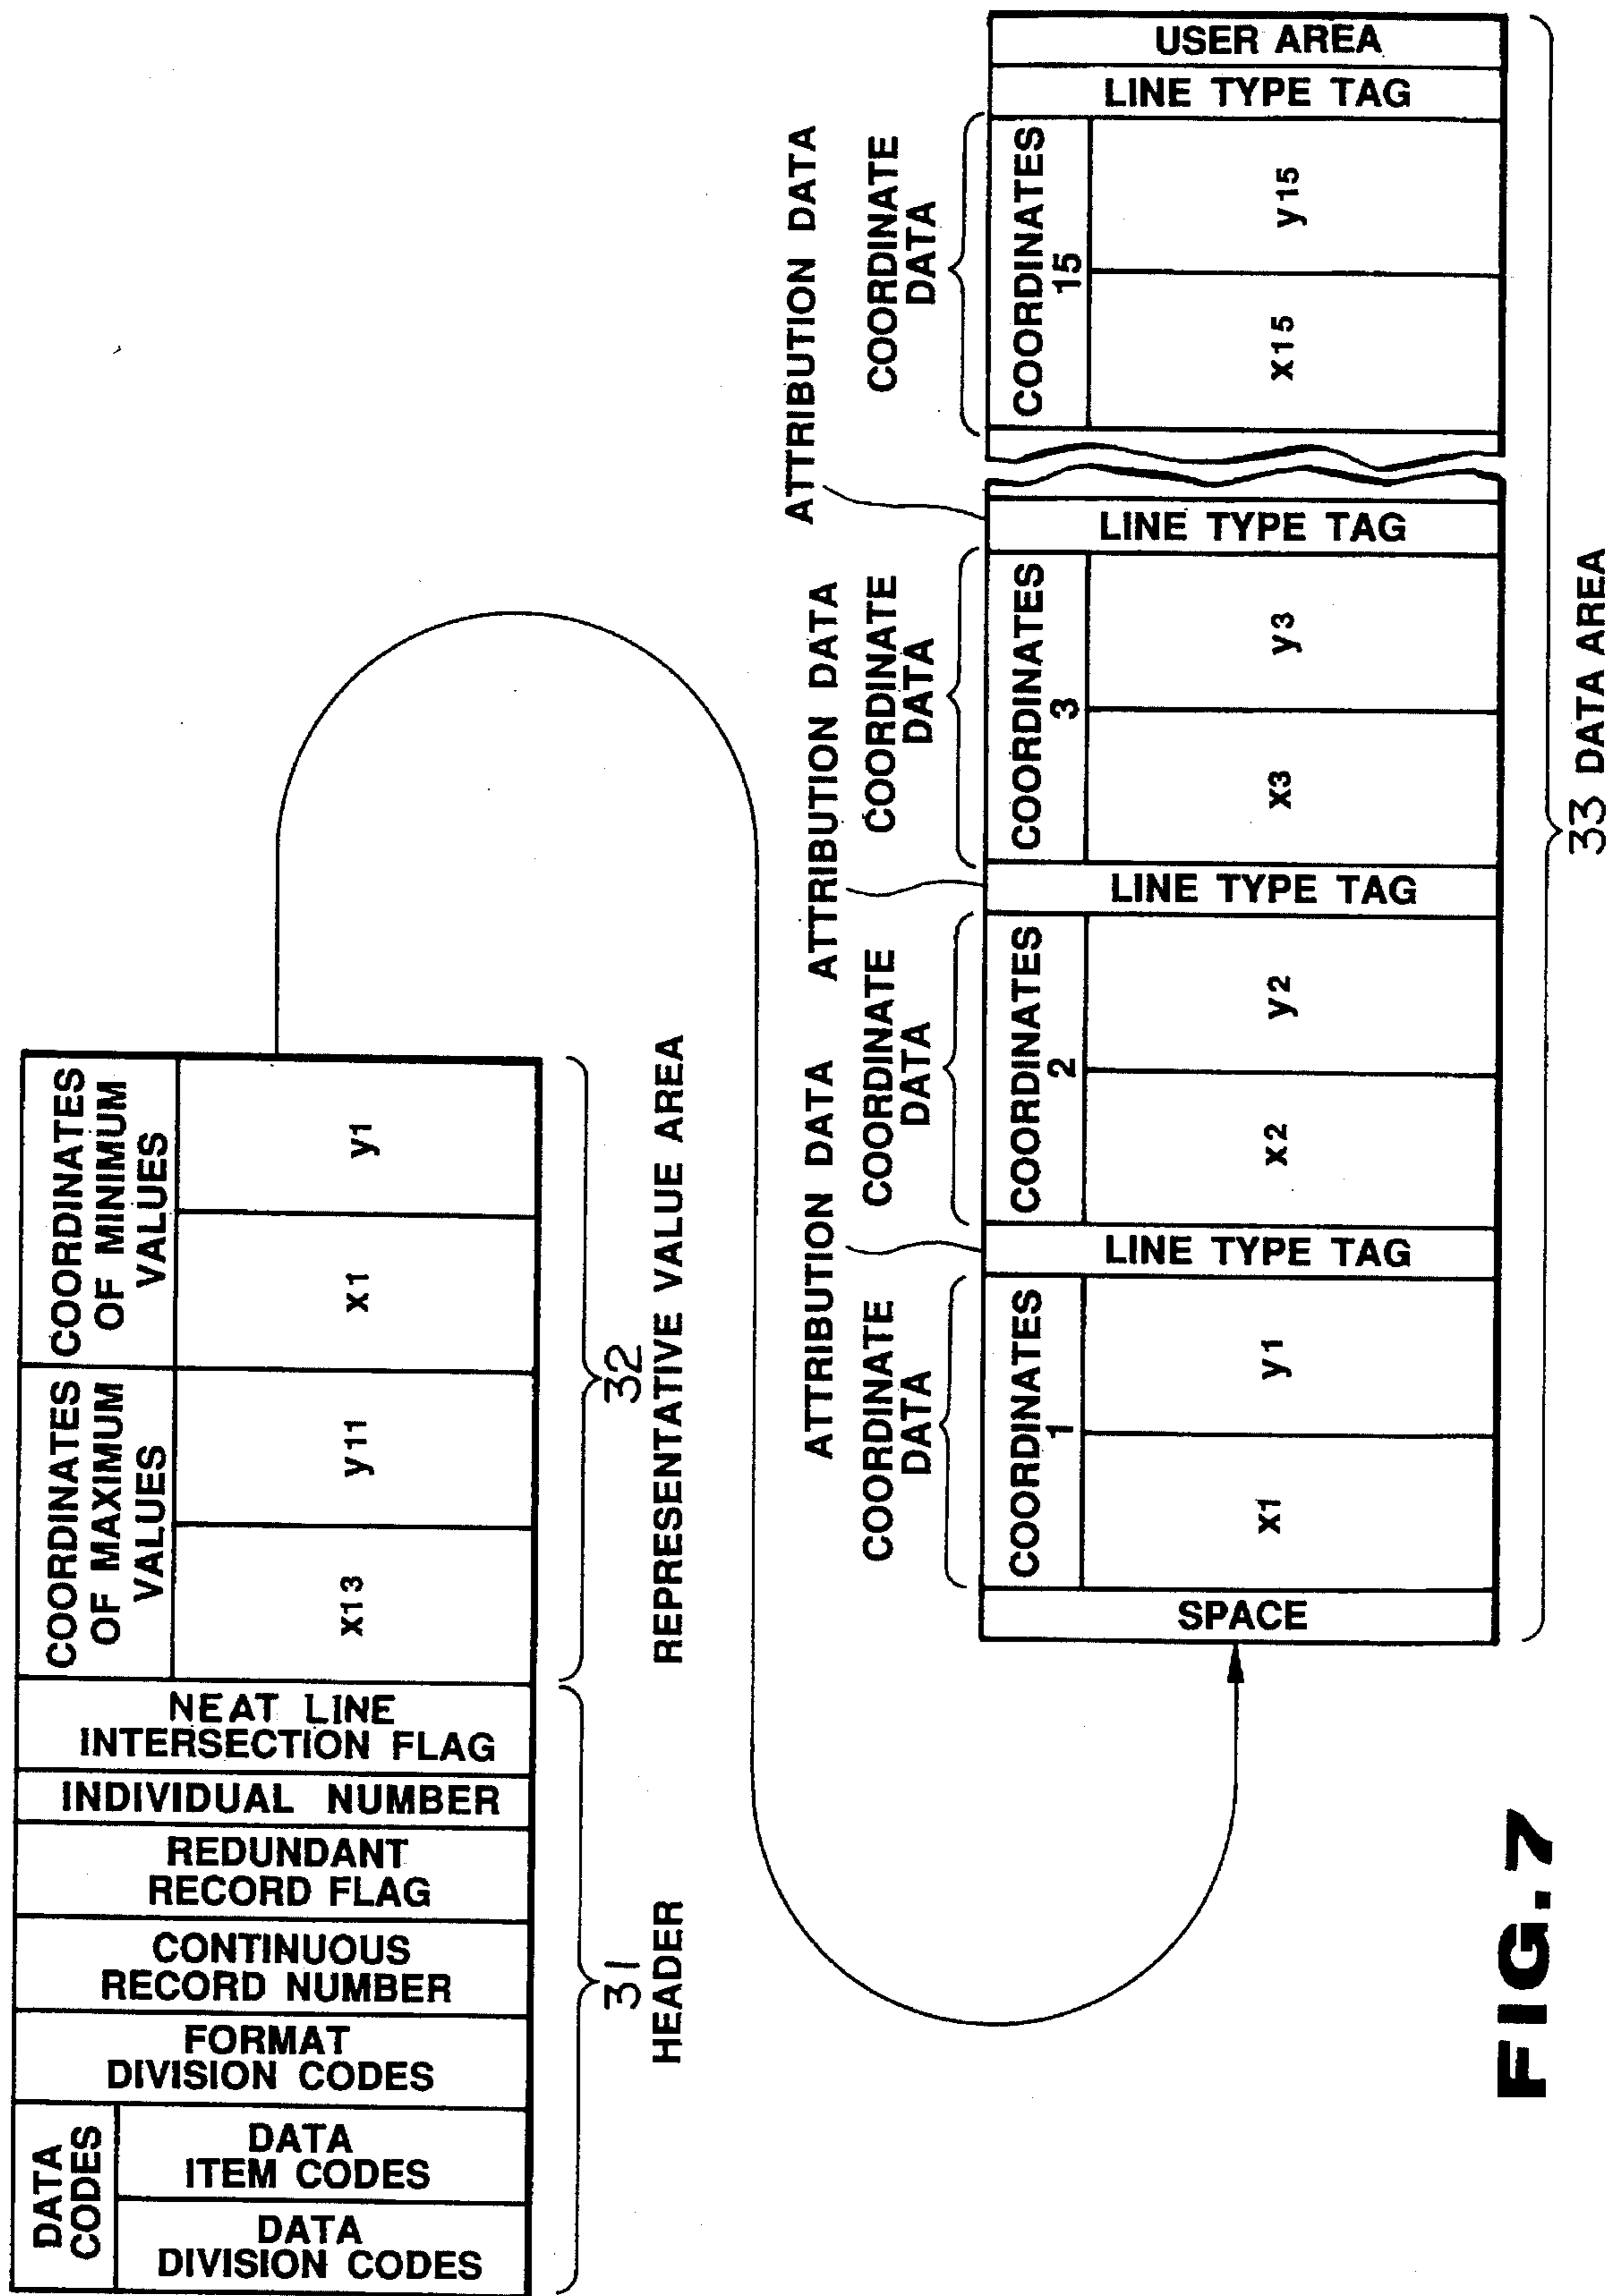 DATA
CODES
DATA
DIVISION CODES
DATA
ITEM CODES
FORMAT
DIVISION CODES
CONTINUOUS
RECORD NUMBER
REDUNDANT
RECORD FLAG
INDIVIDUAL NUMBER
NEAT LINE
INTERSECTION FLAG
COORDINATES
OF MAXIMUM
VALUES
x13
y11
COORDINATES
OF MINIMUM
VALUES
x1
y1
31
HEADER
32
REPRESENTATIVE VALUE AREA
ATTRIBUTION DATA
ATTRIBUTION DATA
ATTRIBUTION DATA
COORDINATE
DATA
COORDINATE
DATA
COORDINATE
DATA
COORDINATE
DATA
SPACE
COORDINATES
1
x1
y1
LINE TYPE TAG
COORDINATES
2
x2
y2
LINE TYPE TAG
COORDINATES
3
x3
y3
LINE TYPE TAG
COORDINATES
15
x15
y15
LINE TYPE TAG
USER AREA
33 DATA AREA
FIG.7